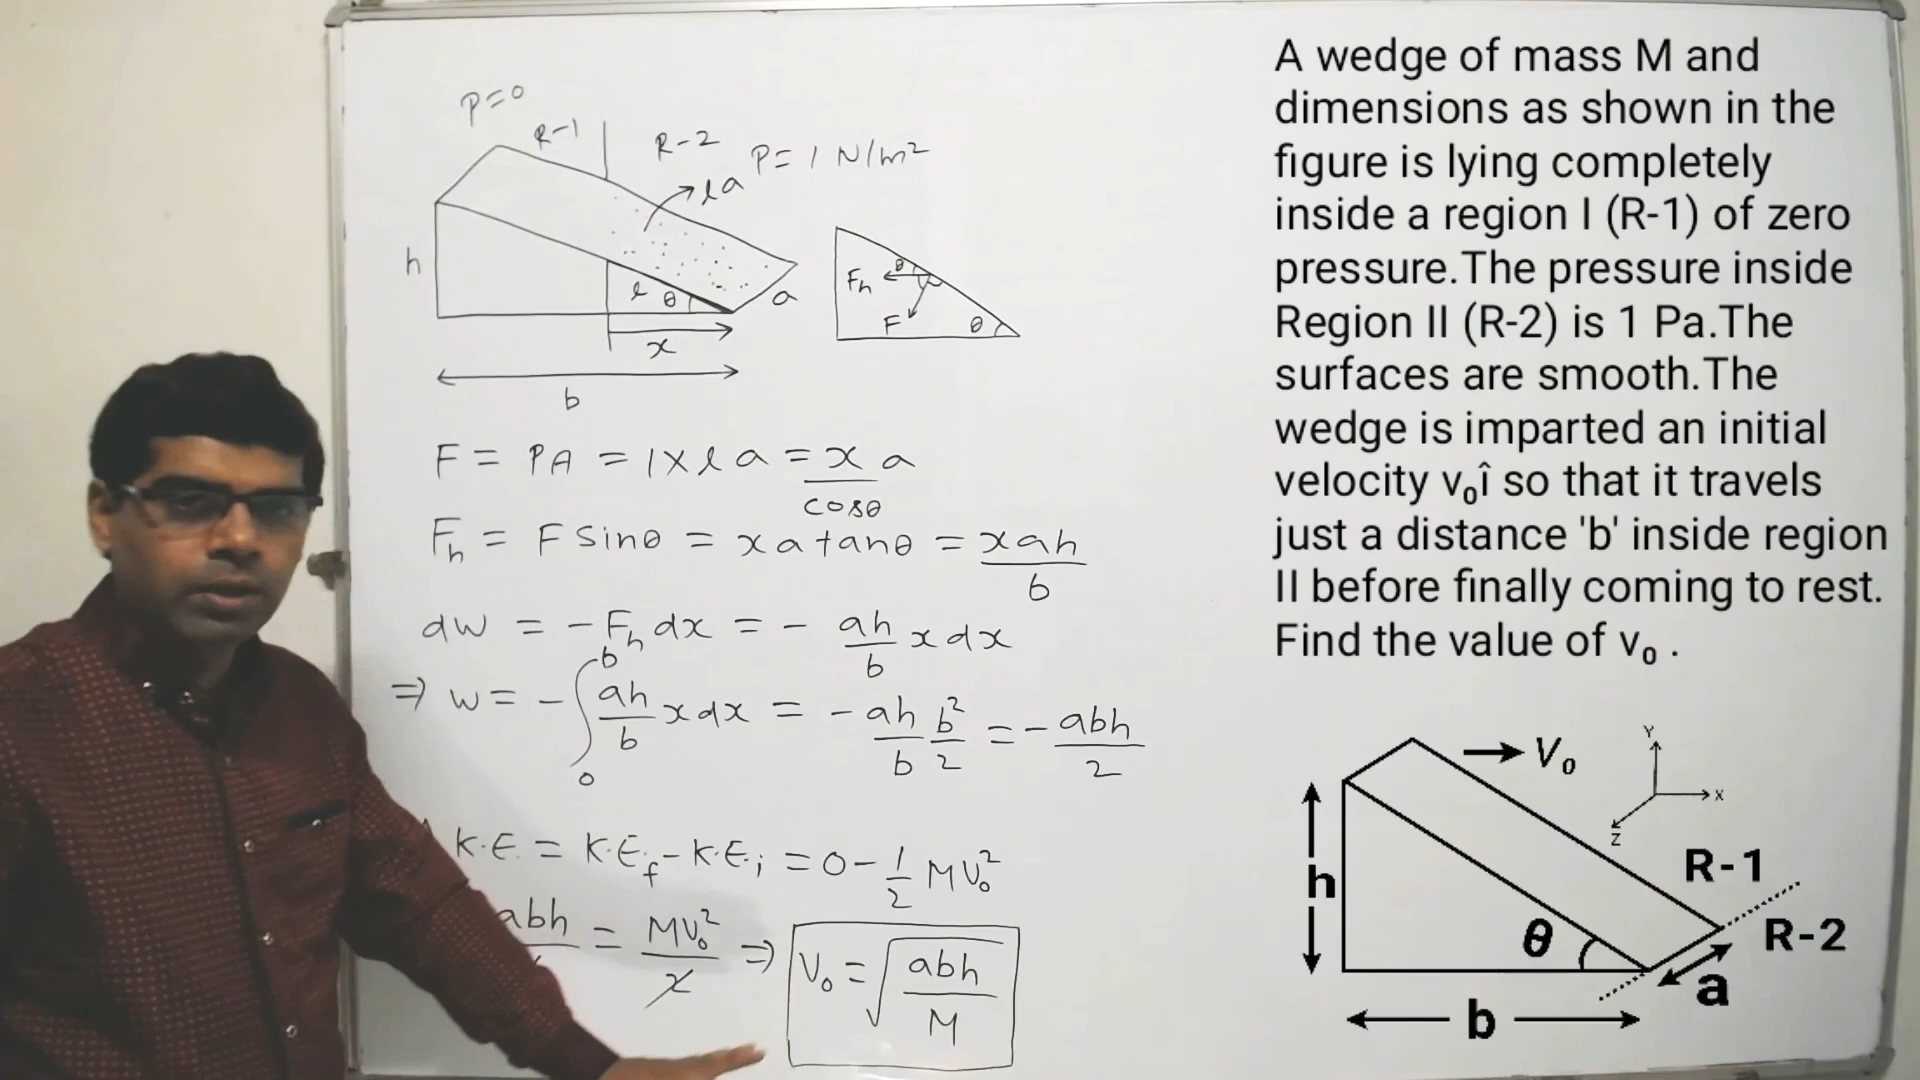 P=0
R-1
R-2
P= 1 N/m²
la
h
l θ
a
x
b
θ
Fh
F
θ
F = PA = 1×la = xa/cosθ
Fh = F sinθ = xa tanθ = xah/b
dW = -Fh dx = - ah/b x dx
⇒ W = - ∫₀ᵇ ah/b x dx = - ah/b b²/2 = - abh/2
K.E. = K.Ef - K.Ei = 0 - 1/2 MV₀²
abh = MV₀²/2 ⇒ V₀ = √(abh/M)
A wedge of mass M and
dimensions as shown in the
figure is lying completely
inside a region I (R-1) of zero
pressure.The pressure inside
Region II (R-2) is 1 Pa.The
surfaces are smooth.The
wedge is imparted an initial
velocity v₀î so that it travels
just a distance 'b' inside region
II before finally coming to rest.
Find the value of v₀ .
V₀
Y
X
Z
h
R-1
θ
R-2
a
b